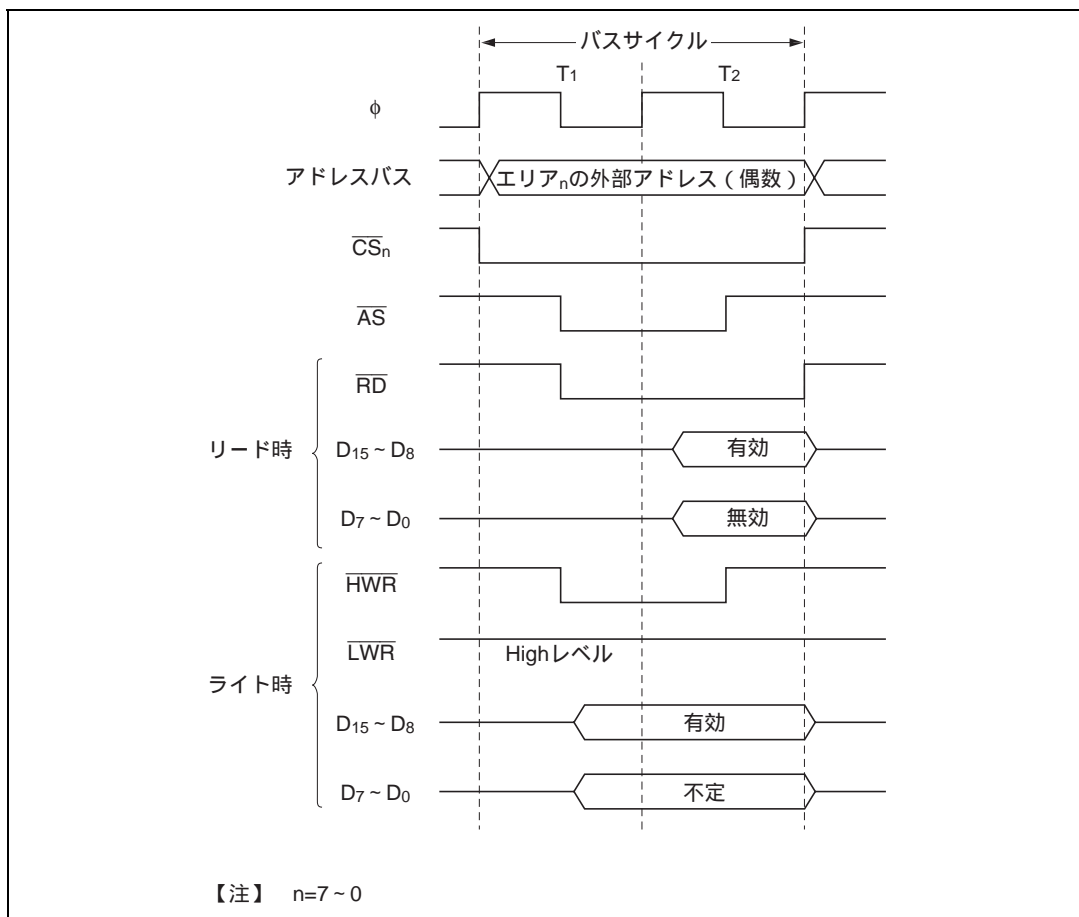 バスサイクル
T1 T2
φ
アドレスバス エリアnの外部アドレス（偶数）
CSn
AS
リード時
RD
D15 ~ D8 有効
D7 ~ D0 無効
ライト時
HWR
LWR Highレベル
D15 ~ D8 有効
D7 ~ D0 不定
【注】 n=7 ~ 0